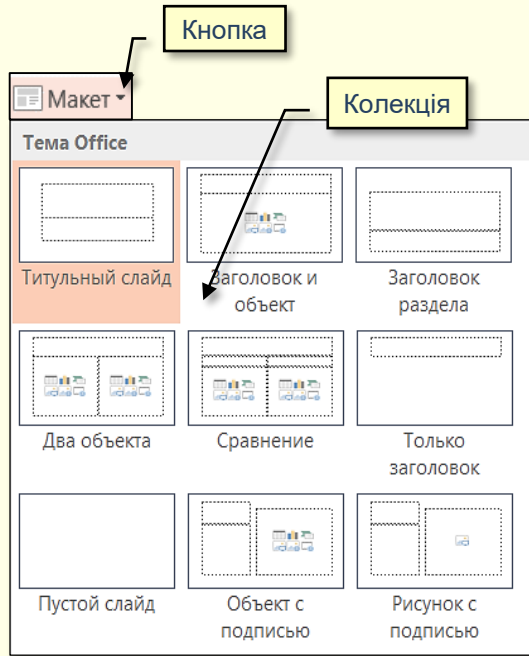 Кнопка
Макет
Колекція
Тема Office
Титульный слайд
Заголовок и
объект
Заголовок
раздела
Два объекта
Сравнение
Только
заголовок
Пустой слайд
Объект с
подписью
Рисунок с
подписью